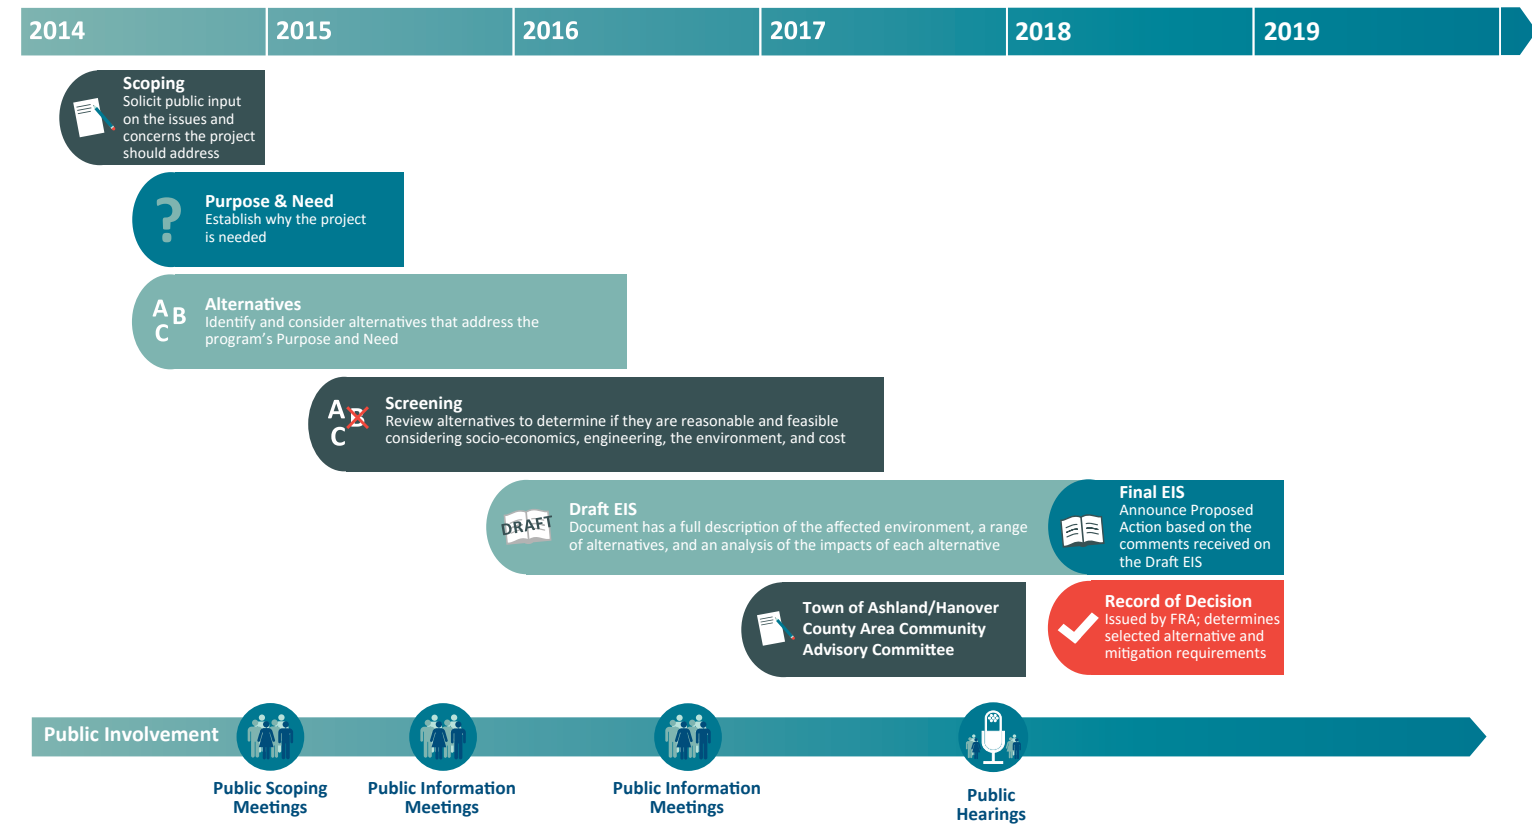 2014
2015
2016
2017
2018
2019
Scoping
Solicit public input
on the issues and
concerns the project
should address
?
Purpose & Need
Establish why the project
is needed
A B
C
Alternatives
Identify and consider alternatives that address the
program's Purpose and Need
A B
C
Screening
Review alternatives to determine if they are reasonable and feasible
considering socio-economics, engineering, the environment, and cost
DRAFT
Draft EIS
Document has a full description of the affected environment, a range
of alternatives, and an analysis of the impacts of each alternative
Final EIS
Announce Proposed
Action based on the
comments received on
the Draft EIS
Town of Ashland/Hanover
County Area Community
Advisory Committee
Record of Decision
Issued by FRA; determines
selected alternative and
mitigation requirements
Public Involvement
Public Scoping
Meetings
Public Information
Meetings
Public Information
Meetings
Public
Hearings